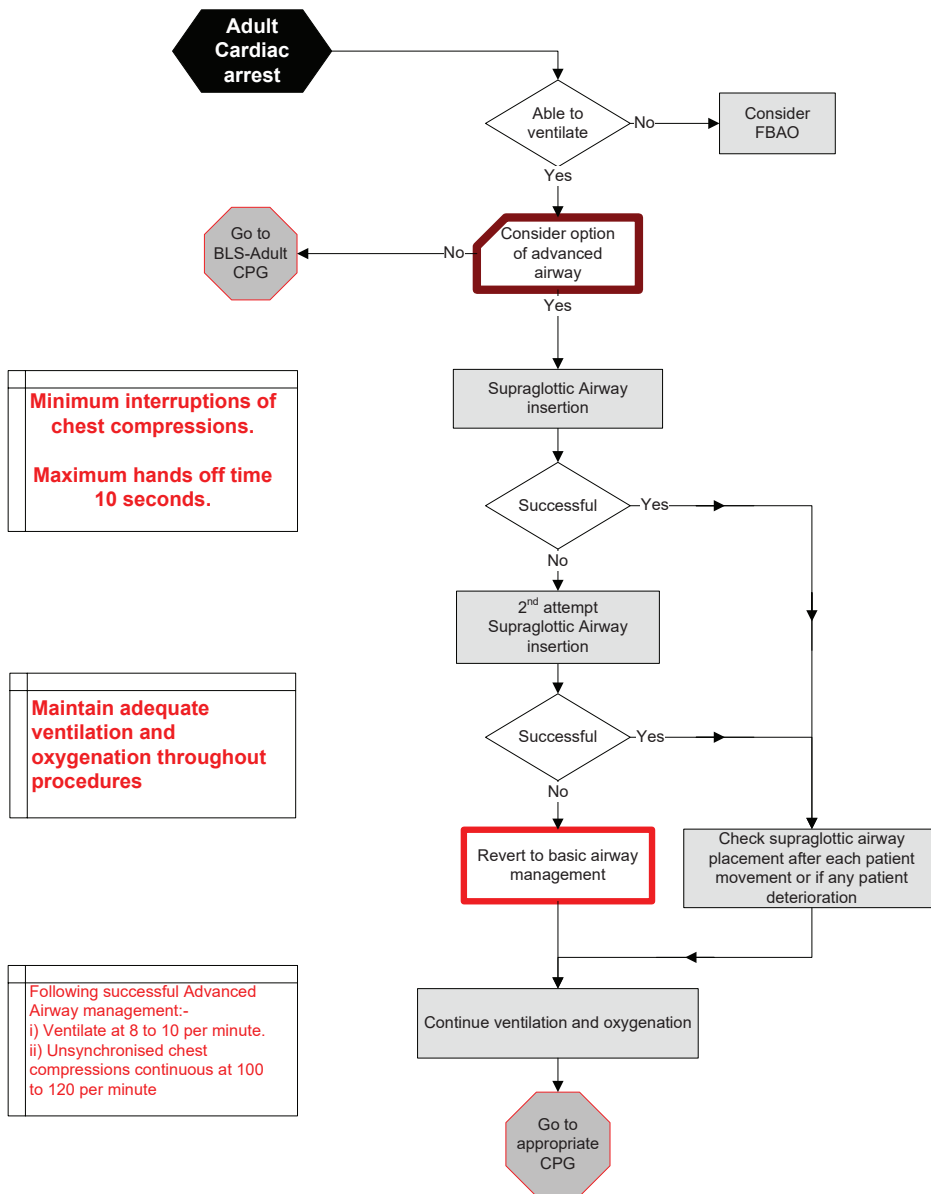 Adult
Cardiac
arrest
Able to
ventilate
No
Consider
FBAO
Yes
Go to
BLS-Adult
CPG
No
Consider option
of advanced
airway
Yes
Minimum interruptions of
chest compressions.
Maximum hands off time
10 seconds.
Supraglottic Airway
insertion
Successful
Yes
No
2nd attempt
Supraglottic Airway
insertion
Maintain adequate
ventilation and
oxygenation throughout
procedures
Successful
Yes
No
Revert to basic airway
management
Check supraglottic airway
placement after each patient
movement or if any patient
deterioration
Following successful Advanced
Airway management:-
i) Ventilate at 8 to 10 per minute.
ii) Unsynchronised chest
compressions continuous at 100
to 120 per minute
Continue ventilation and oxygenation
Go to
appropriate
CPG